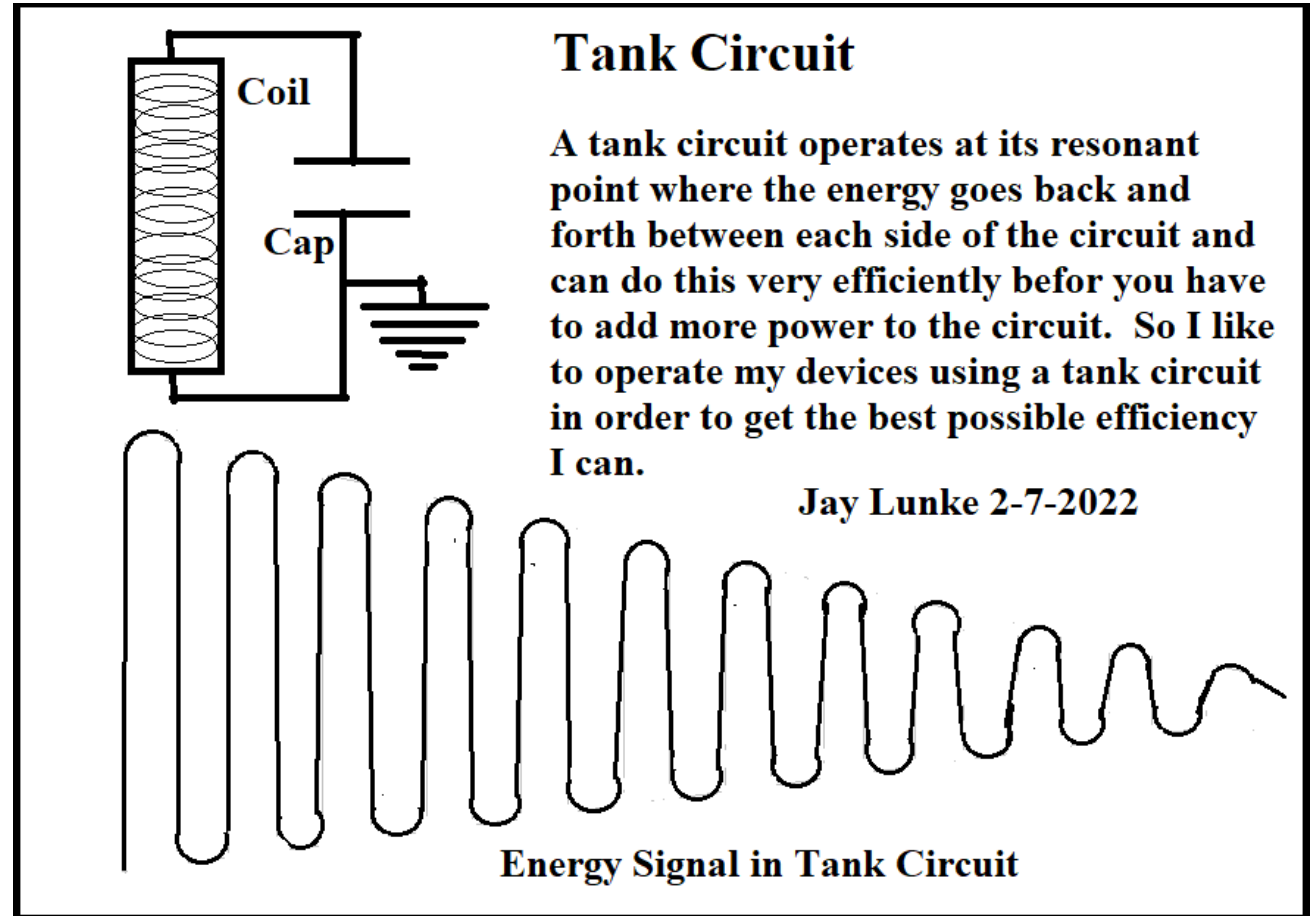 Tank Circuit
Coil
A tank circuit operates at its resonant
point where the energy goes back and
forth between each side of the circuit and
Cap
can do this very efficiently befor you have
to add more power to the circuit.  So I like
to operate my devices using a tank circuit
in order to get the best possible efficiency
I can.
Jay Lunke 2-7-2022
Energy Signal in Tank Circuit